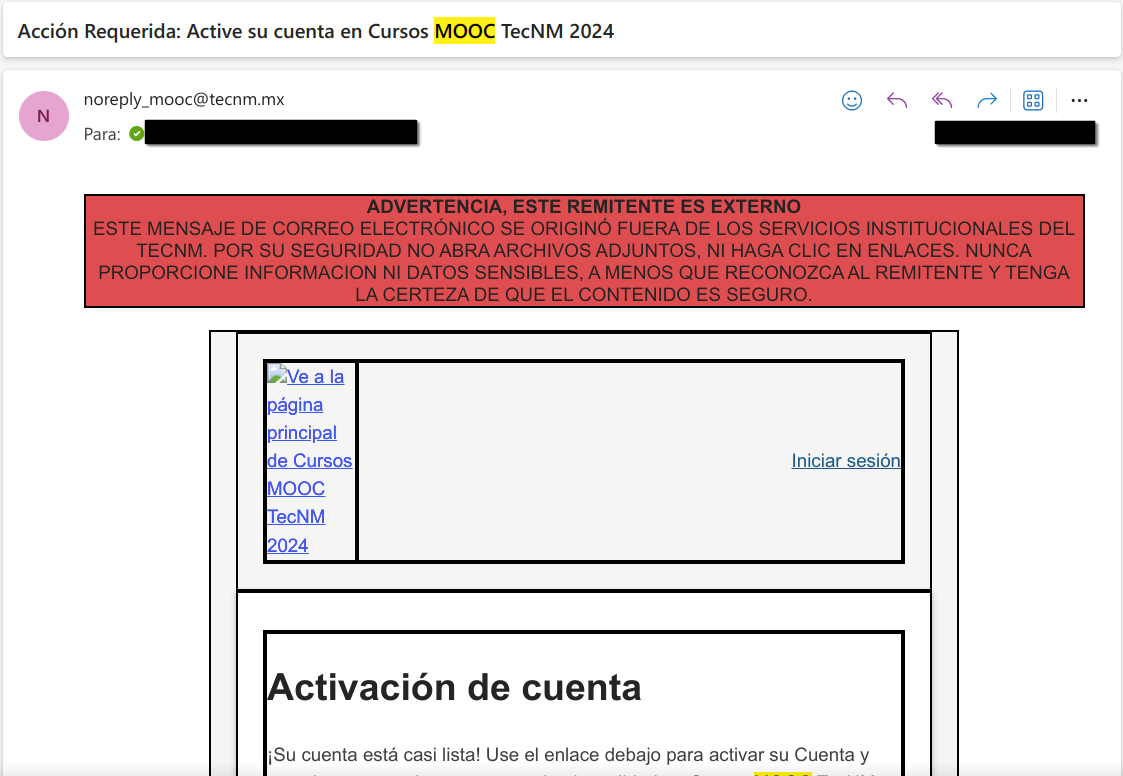 Acción Requerida: Active su cuenta en Cursos MOOC TecNM 2024
N
noreply_mooc@tecnm.mx
Para:
ADVERTENCIA, ESTE REMITENTE ES EXTERNO
ESTE MENSAJE DE CORREO ELECTRÓNICO SE ORIGINÓ FUERA DE LOS SERVICIOS INSTITUCIONALES DEL
TECNM. POR SU SEGURIDAD NO ABRA ARCHIVOS ADJUNTOS, NI HAGA CLIC EN ENLACES. NUNCA
PROPORCIONE INFORMACION NI DATOS SENSIBLES, A MENOS QUE RECONOZCA AL REMITENTE Y TENGA
LA CERTEZA DE QUE EL CONTENIDO ES SEGURO.
Ve a la
página
principal
de Cursos
MOOC
TecNM
2024
Iniciar sesión
Activación de cuenta
¡Su cuenta está casi lista! Use el enlace debajo para activar su Cuenta y